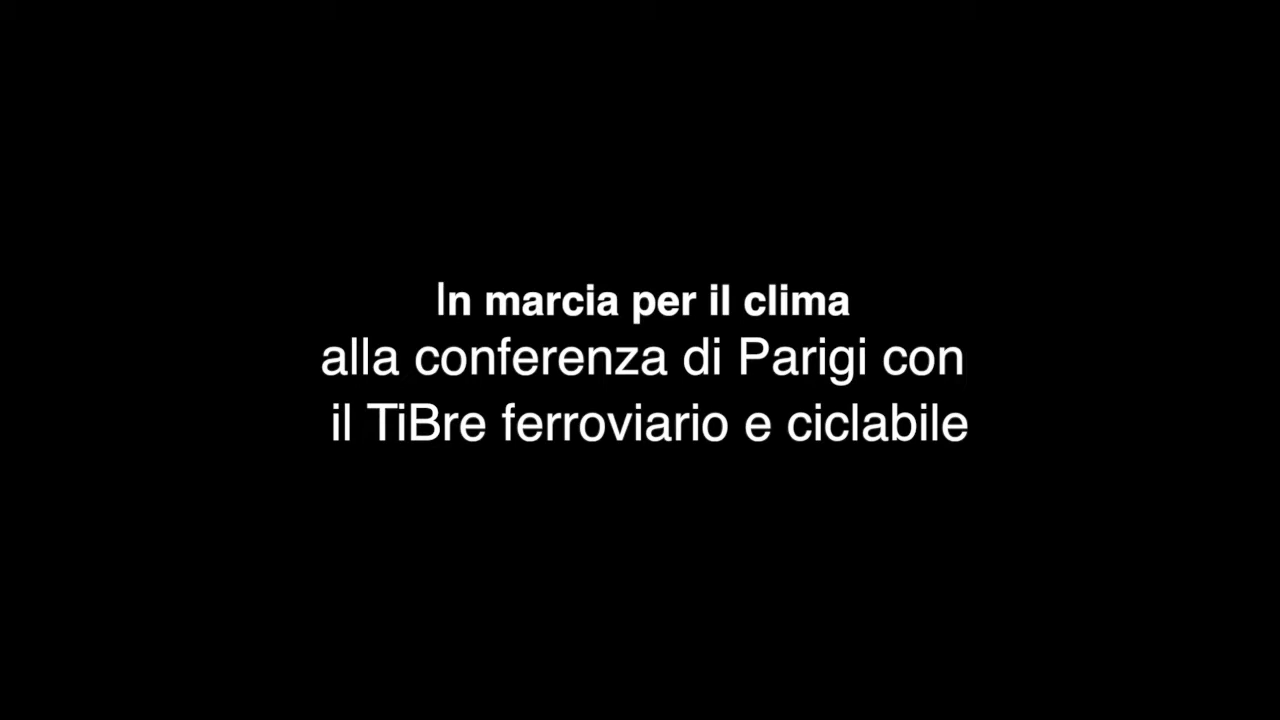 In marcia per il clima
alla conferenza di Parigi con
il TiBre ferroviario e ciclabile